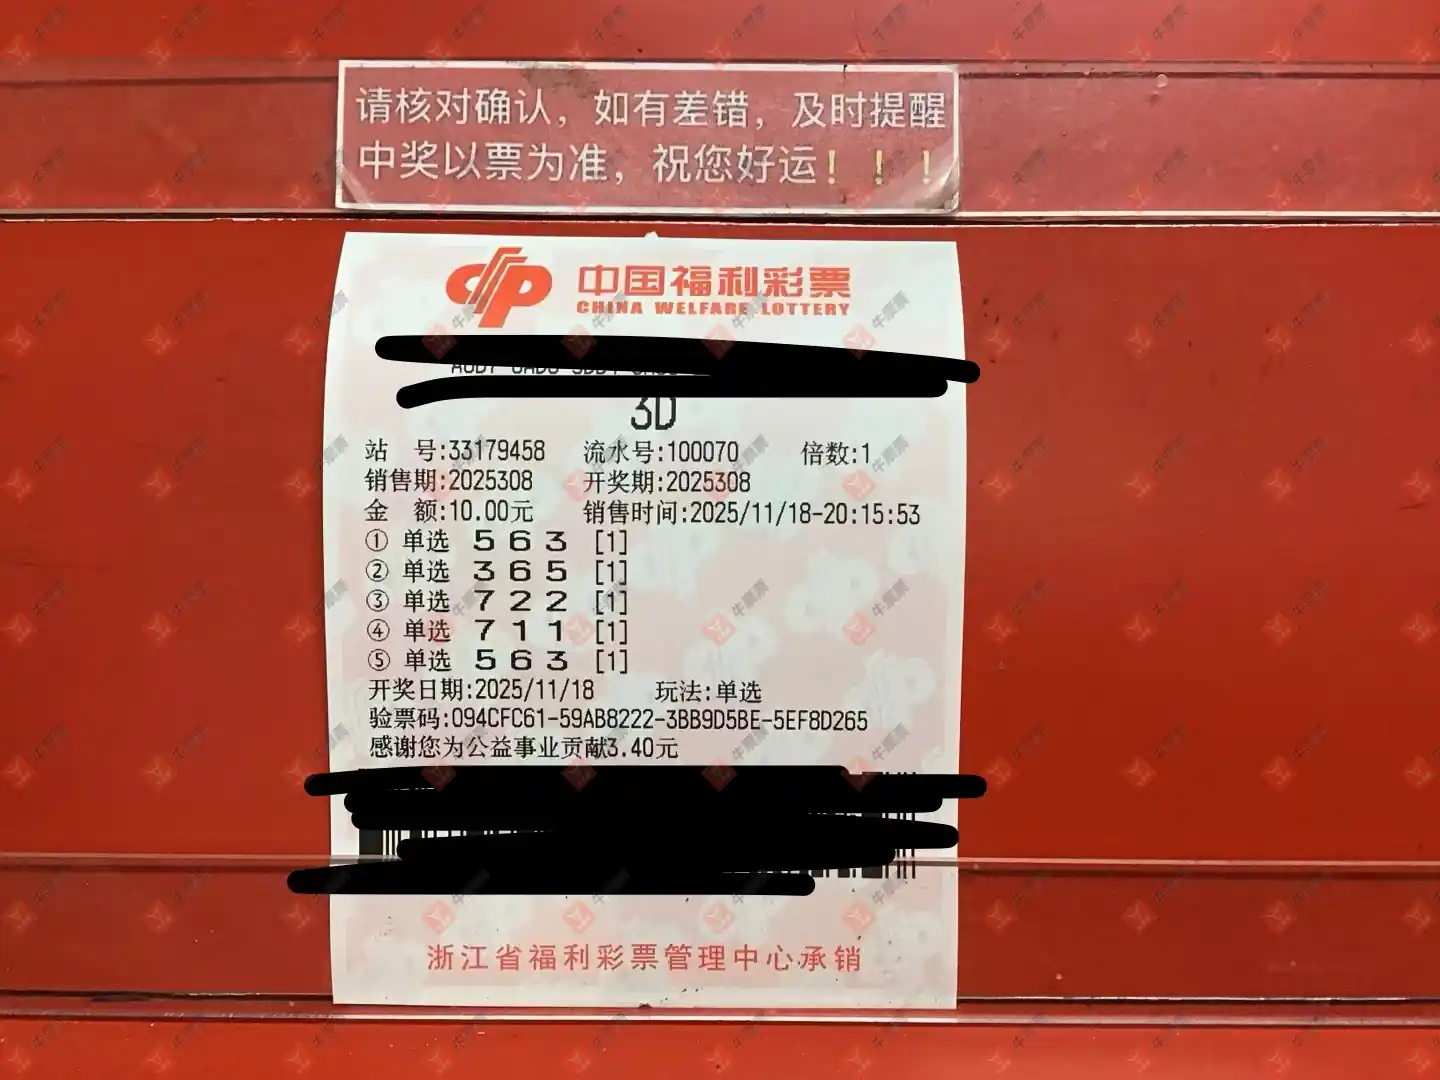 请核对确认，如有差错，及时提醒
中奖以票为准，祝您好运！！！
中国福利彩票
CHINA WELFARE LOTTERY
3D
站 号:33179458 流水号:100070 倍数:1
销售期:2025308 开奖期:2025308
金 额:10.00元 销售时间:2025/11/18-20:15:53
① 单选 5 6 3 [1]
② 单选 3 6 5 [1]
③ 单选 7 2 2 [1]
④ 单选 7 1 1 [1]
⑤ 单选 5 6 3 [1]
开奖日期:2025/11/18 玩法:单选
验票码:094CFC61-59AB8222-3BB9D5BE-5EF8D265
感谢您为公益事业贡献3.40元
浙江省福利彩票管理中心承销
牛票票